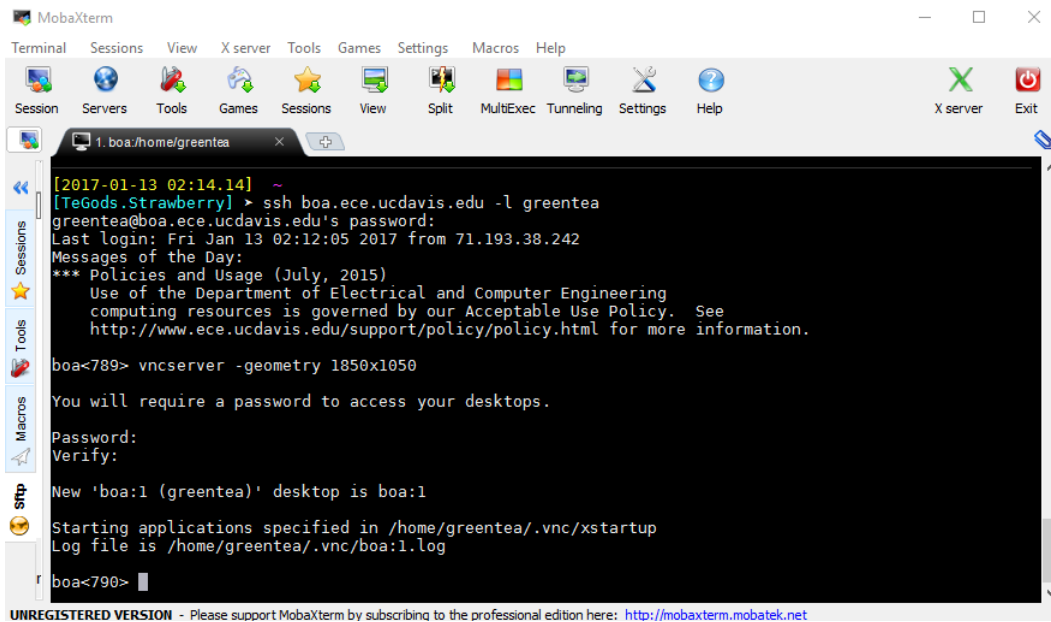 MobaXterm
Terminal Sessions View X server Tools Games Settings Macros Help
Session Servers Tools Games Sessions View Split MultiExec Tunneling Settings Help X server Exit
1. boa:/home/greentea
Sessions
Tools
Macros
Sftp
[2017-01-13 02:14.14] ~
[TeGods.Strawberry] ➤ ssh boa.ece.ucdavis.edu -l greentea
greentea@boa.ece.ucdavis.edu's password:
Last login: Fri Jan 13 02:12:05 2017 from 71.193.38.242
Messages of the Day:
*** Policies and Usage (July, 2015)
Use of the Department of Electrical and Computer Engineering
computing resources is governed by our Acceptable Use Policy. See
http://www.ece.ucdavis.edu/support/policy/policy.html for more information.
boa<789> vncserver -geometry 1850x1050
You will require a password to access your desktops.
Password:
Verify:
New 'boa:1 (greentea)' desktop is boa:1
Starting applications specified in /home/greentea/.vnc/xstartup
Log file is /home/greentea/.vnc/boa:1.log
boa<790>
UNREGISTERED VERSION - Please support MobaXterm by subscribing to the professional edition here: http://mobaxterm.mobatek.net